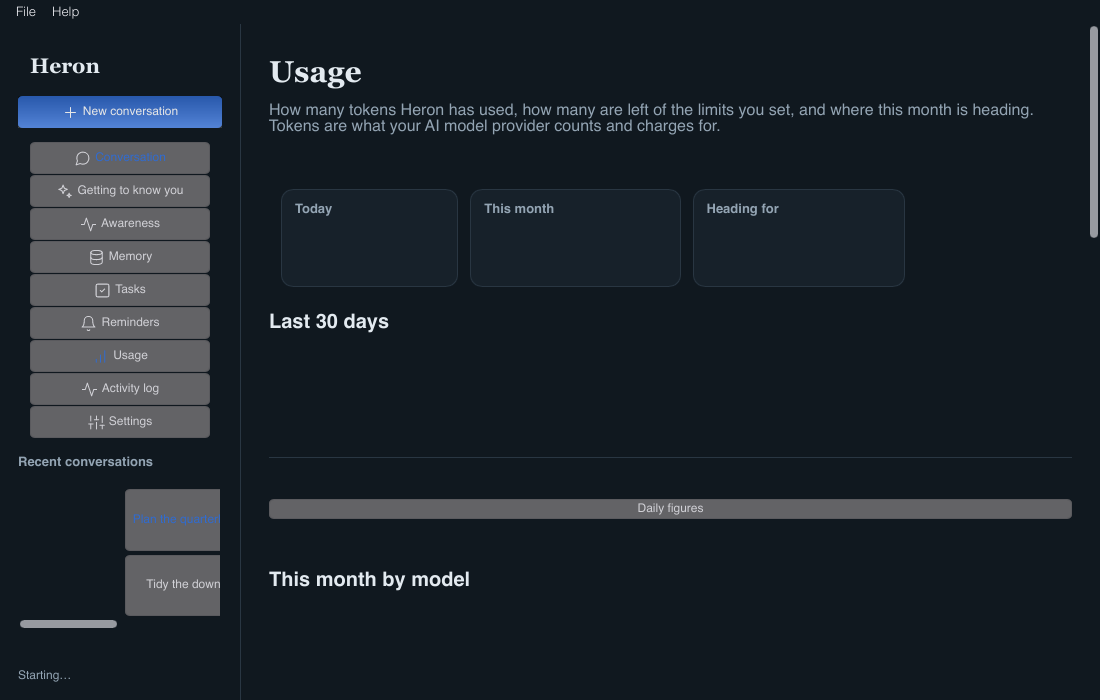 File Help
Heron
New conversation
Conversation
Getting to know you
Awareness
Memory
Tasks
Reminders
Usage
Activity log
Settings
Recent conversations
Tidy the down
Starting…
Usage
How many tokens Heron has used, how many are left of the limits you set, and where this month is heading.
Tokens are what your AI model provider counts and charges for.
Today
This month
Heading for
Last 30 days
Daily figures
This month by model